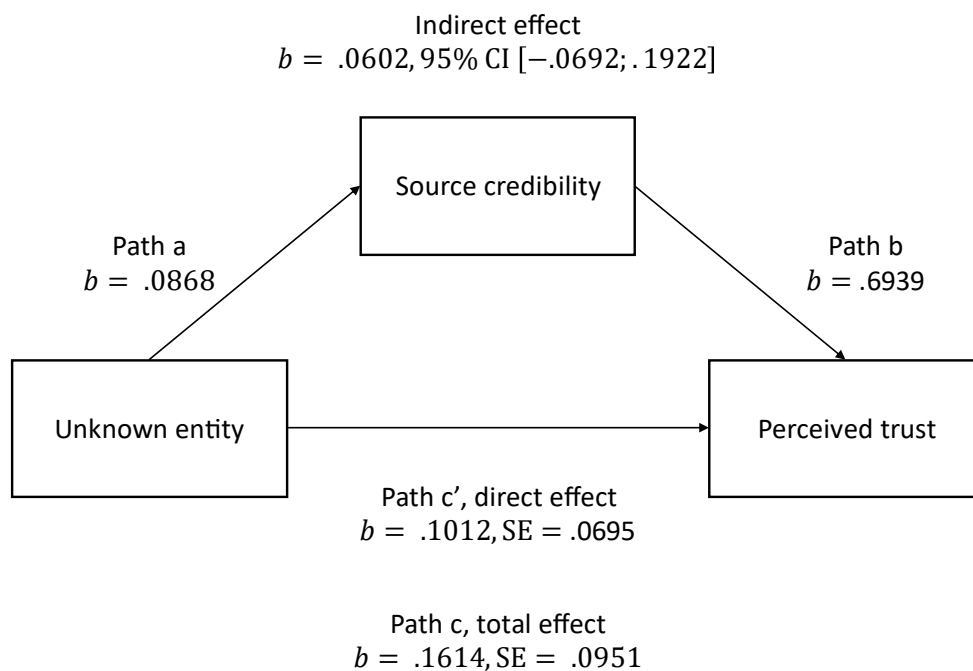 Indirect effect
b = .0602, 95% CI [−.0692; .1922]
Source credibility
Path a
b = .0868
Path b
b = .6939
Unknown entity
Perceived trust
Path c’, direct effect
b = .1012, SE = .0695
Path c, total effect
b = .1614, SE = .0951